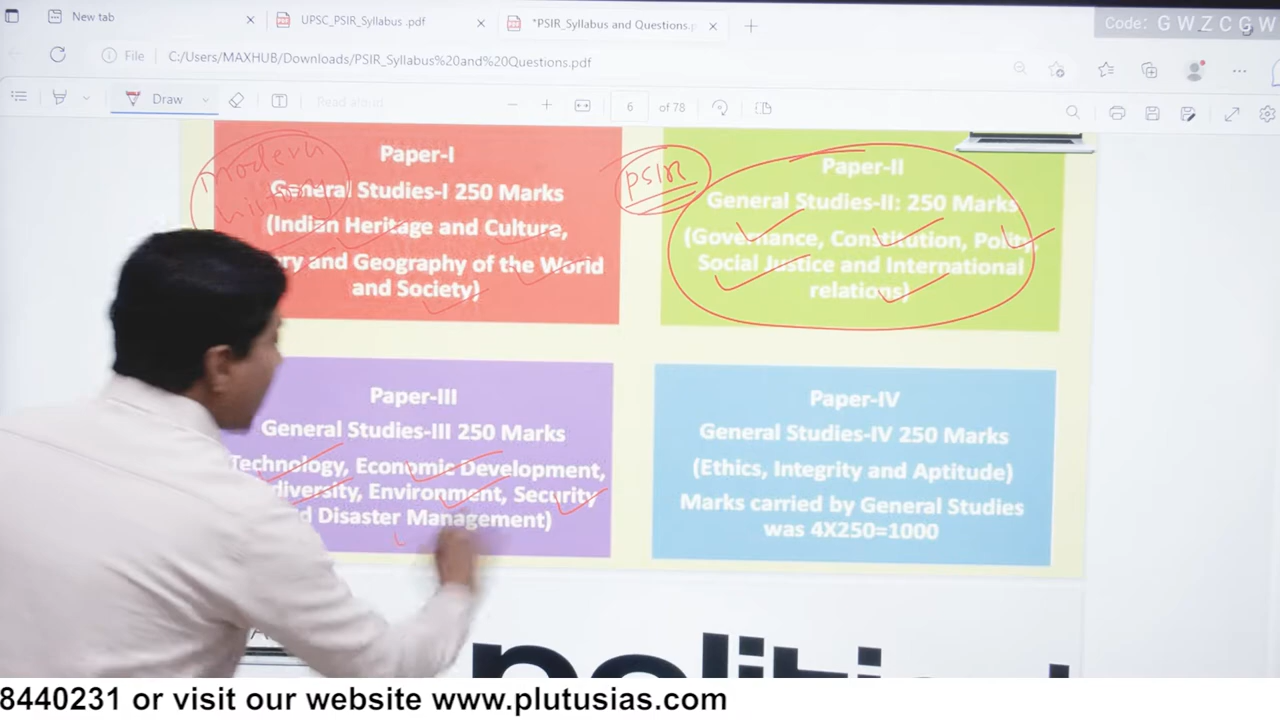 New tab
UPSC_PSIR_Syllabus .pdf
*PSIR_Syllabus and Questions.p
Code: G W Z C G W
File
C:/Users/MAXHUB/Downloads/PSIR_Syllabus%20and%20Questions.pdf
Draw
Read aloud
6 of 78
modern
history
Paper-I
General Studies-I 250 Marks
(Indian Heritage and Culture,
ry and Geography of the World
and Society)
PSIR
Paper-II
General Studies-II: 250 Marks
(Governance, Constitution, Polity,
Social Justice and International
relations)
Paper-III
General Studies-III 250 Marks
Technology, Economic Development,
diversity, Environment, Security
d Disaster Management)
Paper-IV
General Studies-IV 250 Marks
(Ethics, Integrity and Aptitude)
Marks carried by General Studies
was 4X250=1000
8440231 or visit our website www.plutusias.com